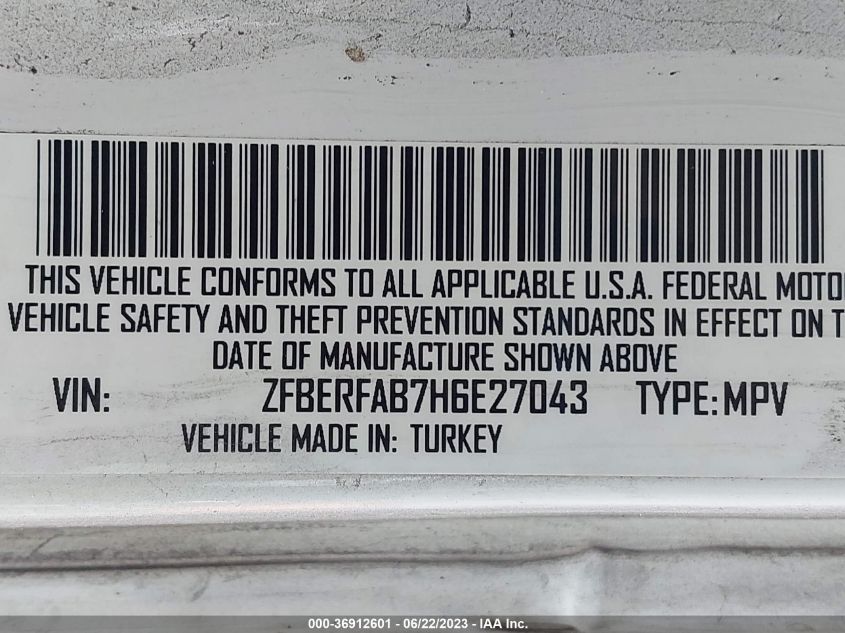 THIS VEHICLE CONFORMS TO ALL APPLICABLE U.S.A. FEDERAL MOTO
VEHICLE SAFETY AND THEFT PREVENTION STANDARDS IN EFFECT ON T
DATE OF MANUFACTURE SHOWN ABOVE
VIN: ZFBERFAB7H6E27043 TYPE: MPV
VEHICLE MADE IN: TURKEY
000-36912601 - 06/22/2023 - IAA Inc.